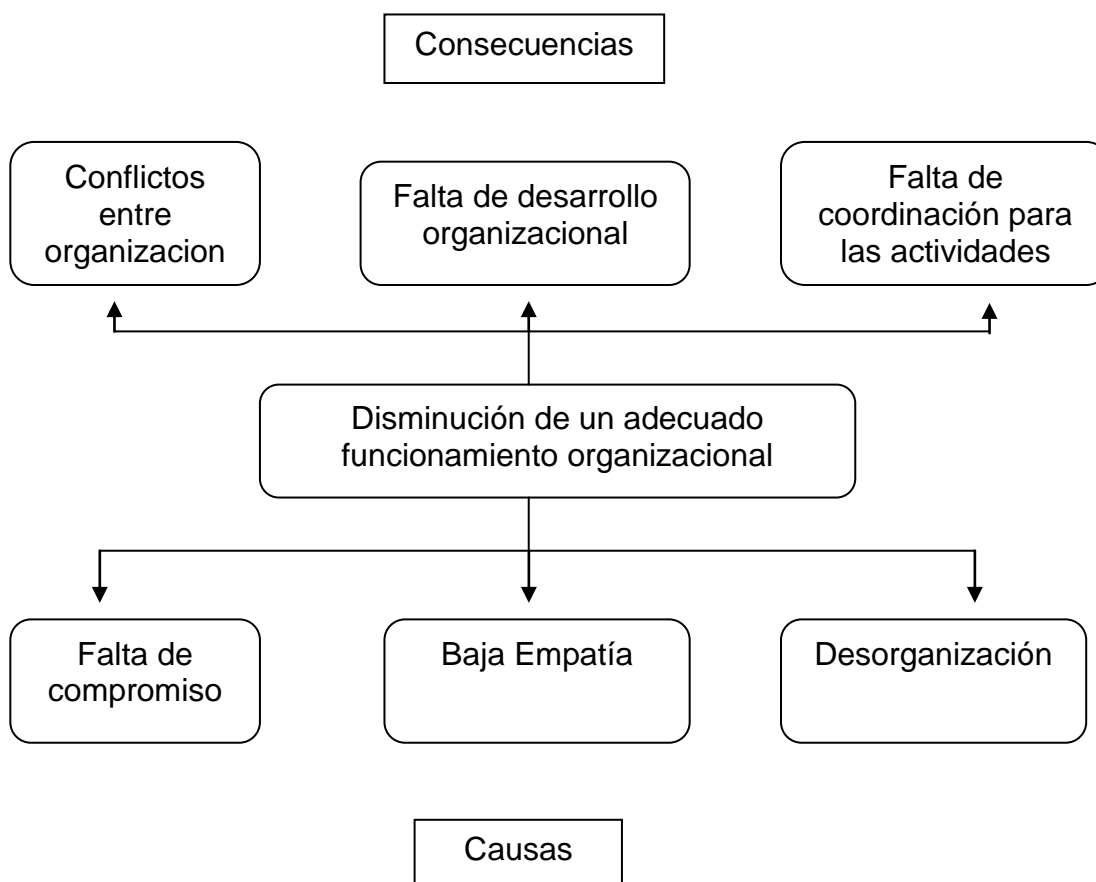 Consecuencias
Conflictos
entre
organizacion
Falta de desarrollo
organizacional
Falta de
coordinación para
las actividades
Disminución de un adecuado
funcionamiento organizacional
Falta de
compromiso
Baja Empatía
Desorganización
Causas